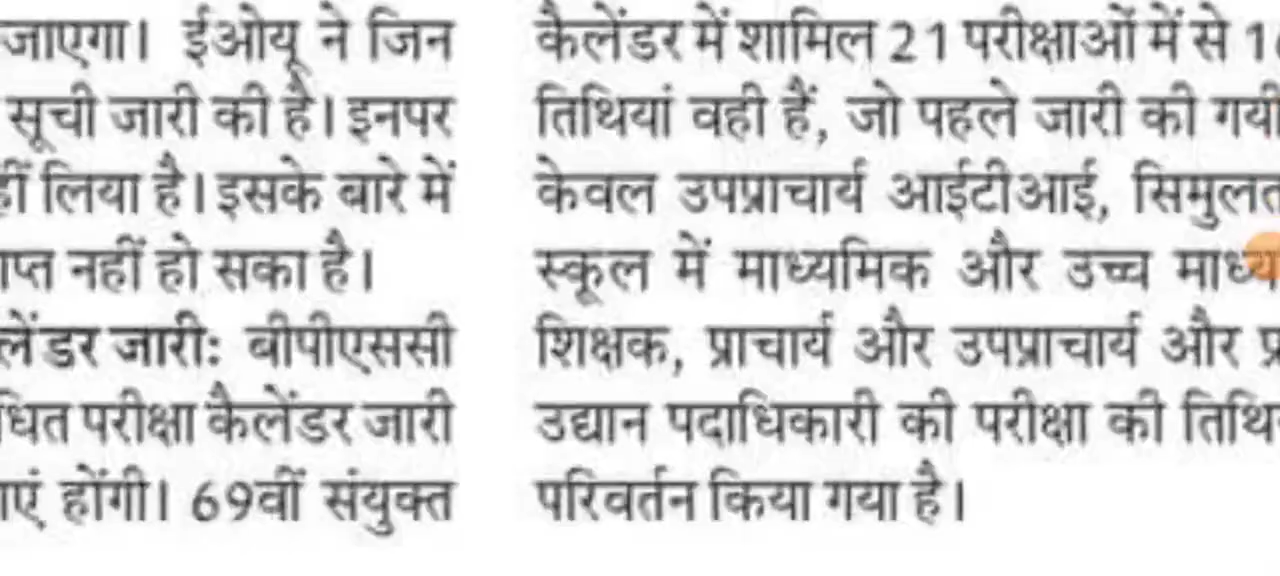 जाएगा। ईओयू ने जिन
सूची जारी की है। इनपर
लिया है। इसके बारे में
नहीं हो सका है।
जारीः बीपीएससी
परीक्षा कैलेंडर जारी
होंगी। 69वीं संयुक्त
कैलेंडर में शामिल 21 परीक्षाओं में से
तिथियां वही हैं, जो पहले जारी की गयी
केवल उपप्राचार्य आईटीआई,
स्कूल में माध्यमिक और उच्च
शिक्षक, प्राचार्य और उपप्राचार्य और
उद्यान पदाधिकारी की परीक्षा की
परिवर्तन किया गया है।